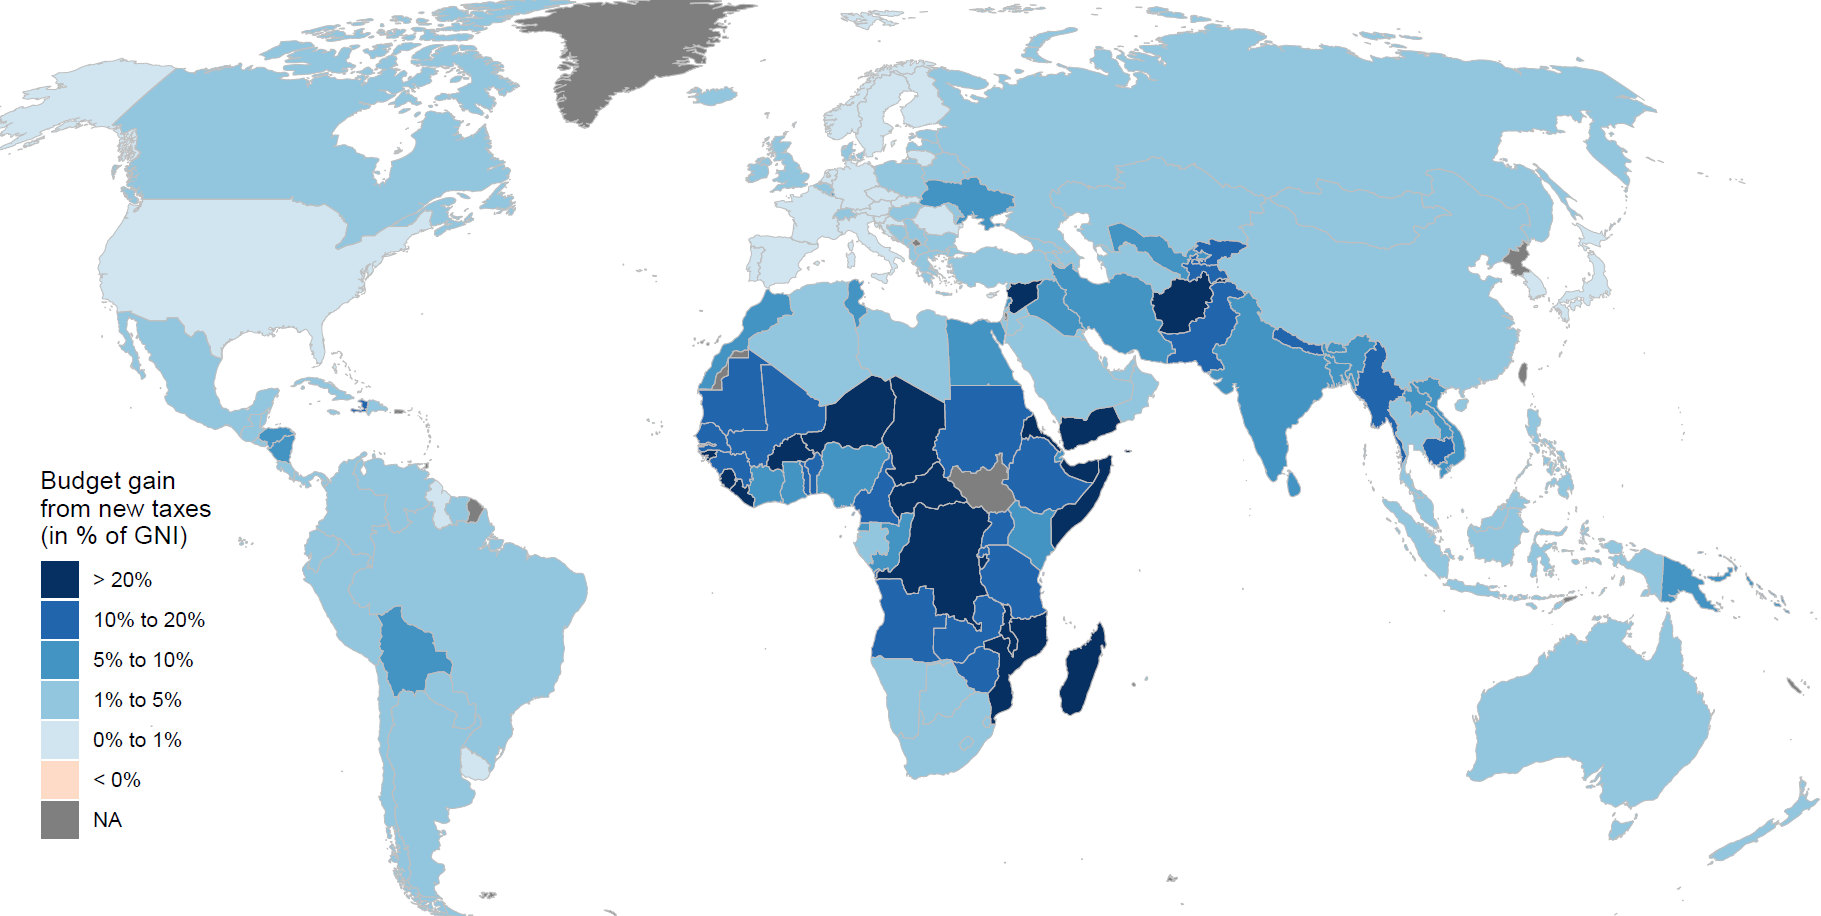 Budget gain
from new taxes
(in % of GNI)
> 20%
10% to 20%
5% to 10%
1% to 5%
0% to 1%
< 0%
NA